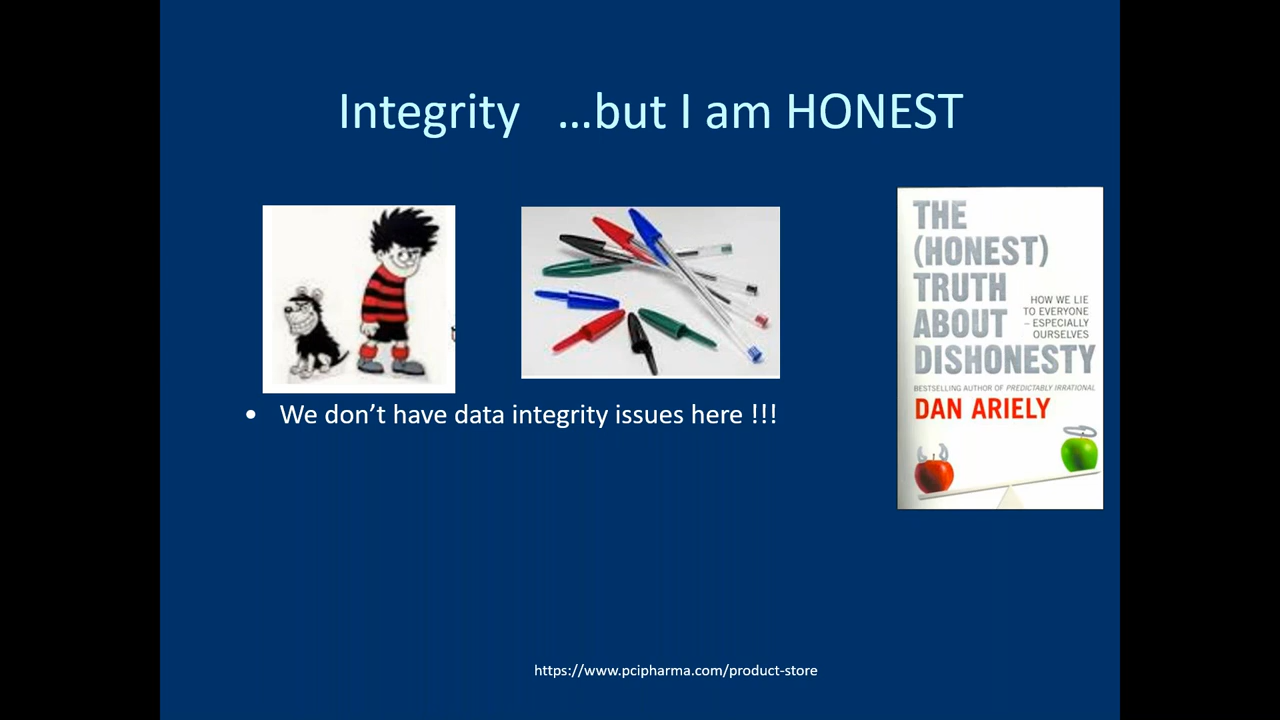 Integrity …but I am HONEST
THE
(HONEST)
TRUTH
ABOUT
DISHONESTY
HOW WE LIE
TO EVERYONE
– ESPECIALLY
OURSELVES
BESTSELLING AUTHOR OF PREDICTABLY IRRATIONAL
DAN ARIELY
• We don’t have data integrity issues here !!!
https://www.pcipharma.com/product-store